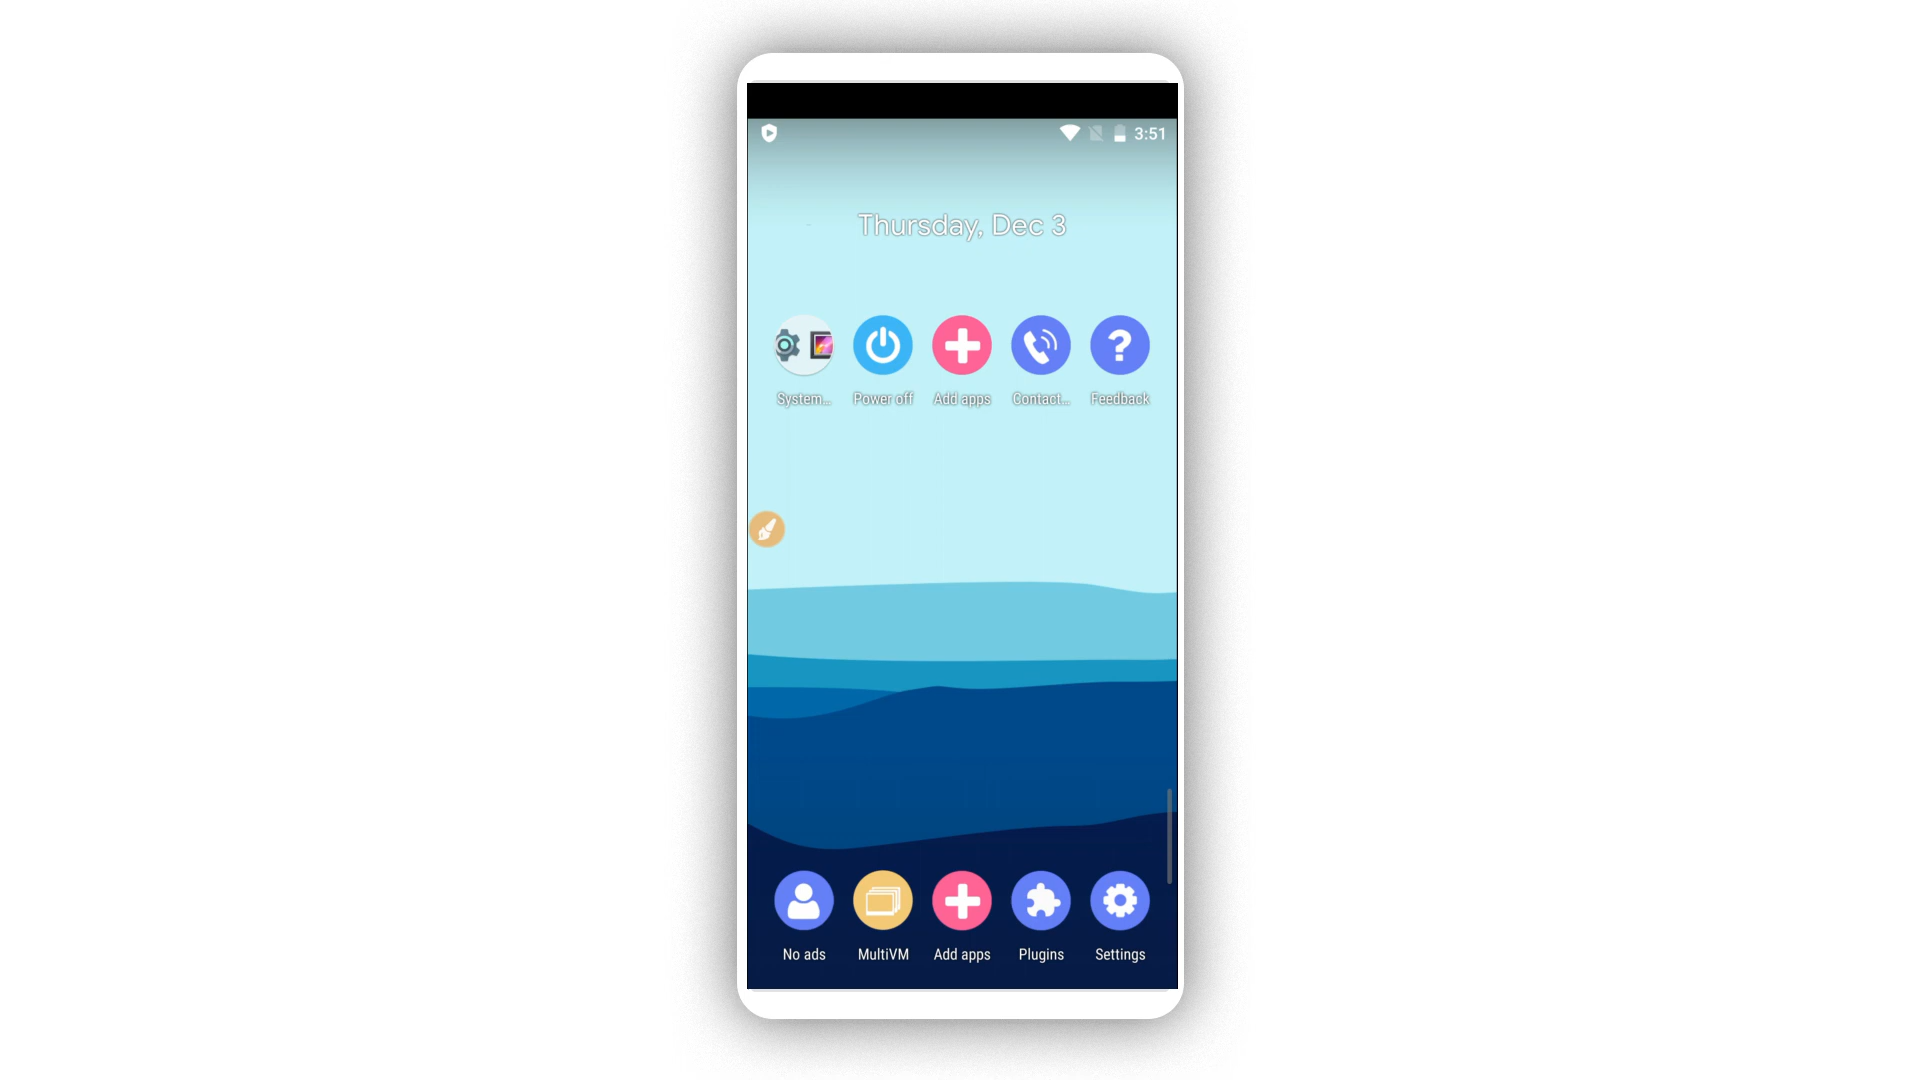 3:51
Thursday, Dec 3
System... Power off Add apps Contact... Feedback
No ads MultiVM Add apps Plugins Settings